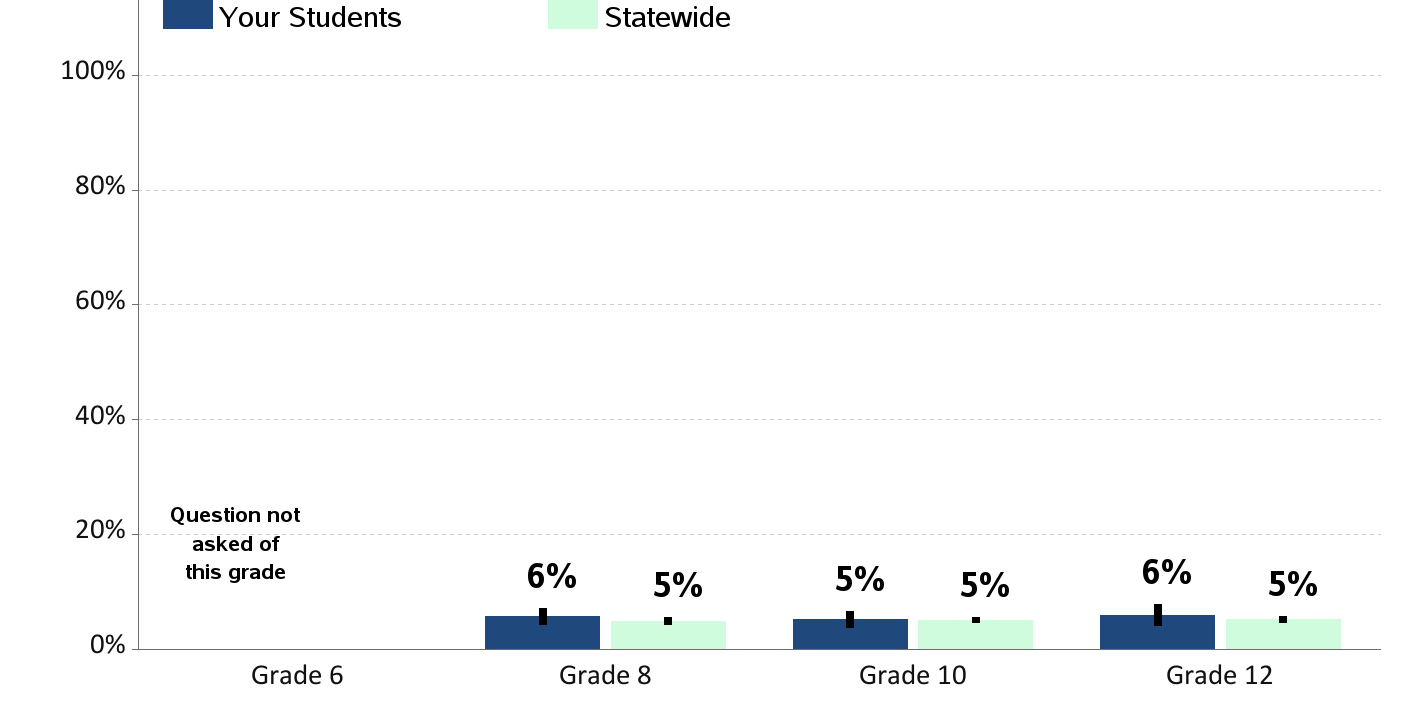 Your Students Statewide
100%
80%
60%
40%
20%
0%
Question not
asked of
this grade
6% 5% 5% 5% 6% 5%
Grade 6 Grade 8 Grade 10 Grade 12